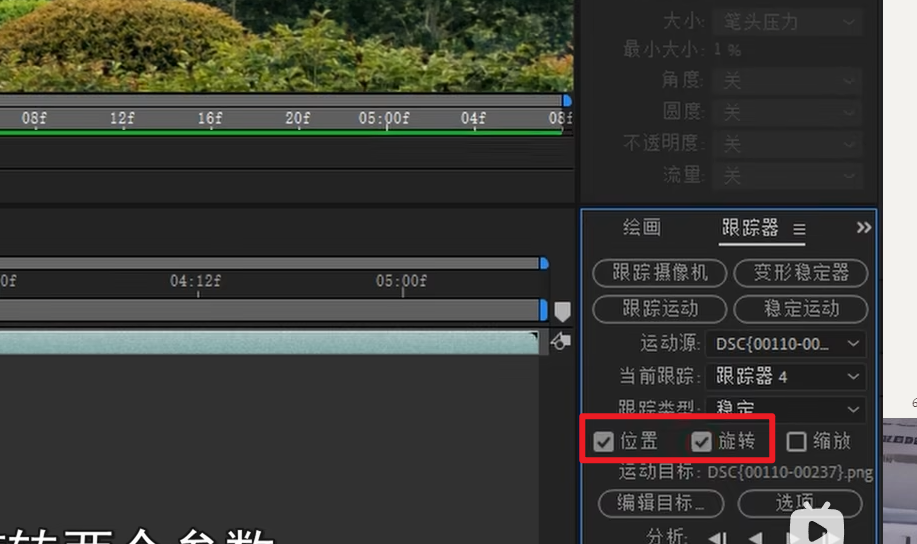 大小: 笔头压力
最小大小: 1 %
角度: 关
圆度: 关
不透明度: 关
流量: 关
08f 12f 16f 20f 05:00f 04f 08f
绘画 跟踪器
0f 04:12f 05:00f
跟踪摄像机 变形稳定器
跟踪运动 稳定运动
运动源: DSC{00110-00...
当前跟踪: 跟踪器 4
跟踪类型: 稳定
位置 旋转 缩放
运动目标: DSC{00110-00237}.png
编辑目标... 选项
分析:
旋转两个参数